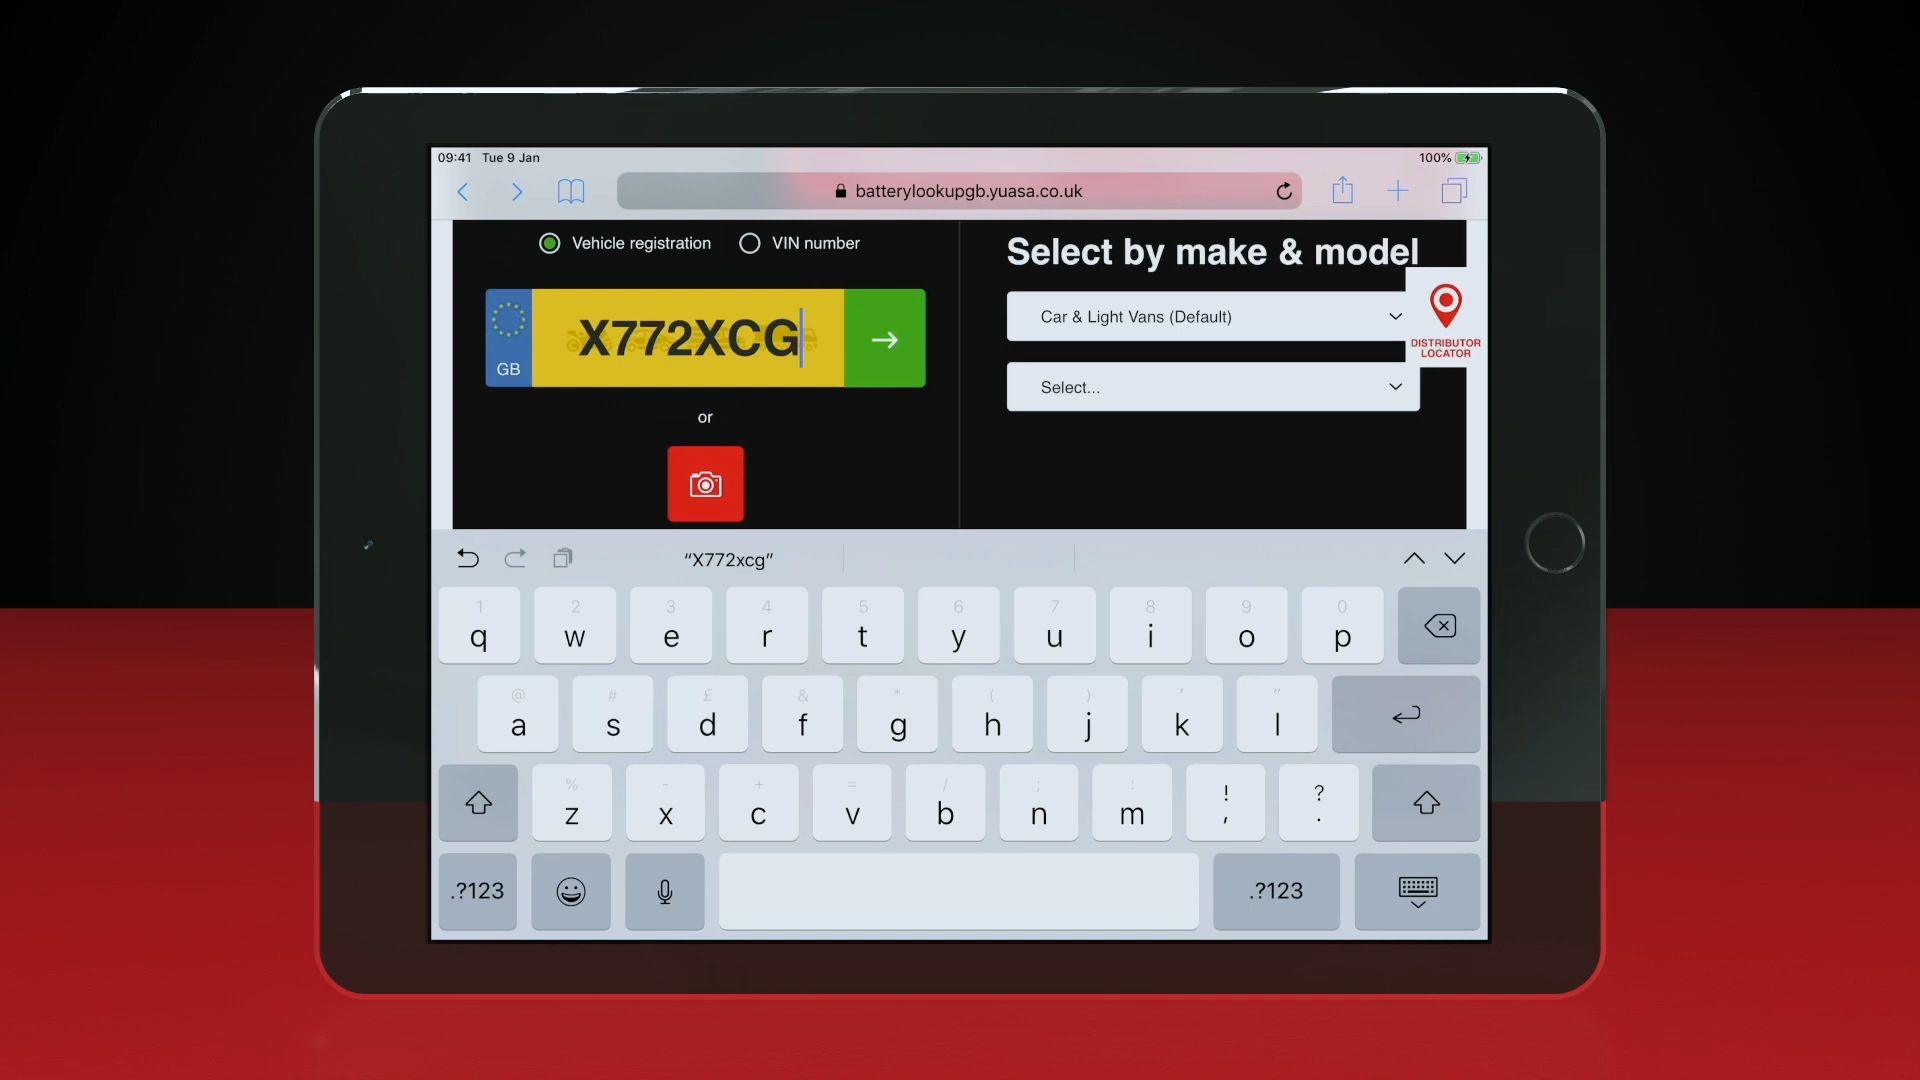 09:41 Tue 9 Jan
100%
batterylookupgb.yuasa.co.uk
Vehicle registration
VIN number
GB
X772XCG
or
Select by make & model
Car & Light Vans (Default)
Select...
DISTRIBUTOR
LOCATOR
“X772xcg”
1 2 3 4 5 6 7 8 9 0
q w e r t y u i o p
@ # £ & * ( ) ' "
a s d f g h j k l
% - + = / ; : ! ?
z x c v b n m , .
.?123
.?123